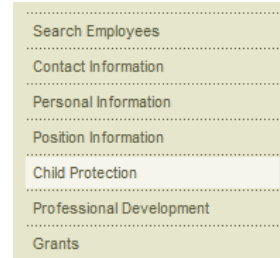 Search Employees
Contact Information
Personal Information
Position Information
Child Protection
Professional Development
Grants